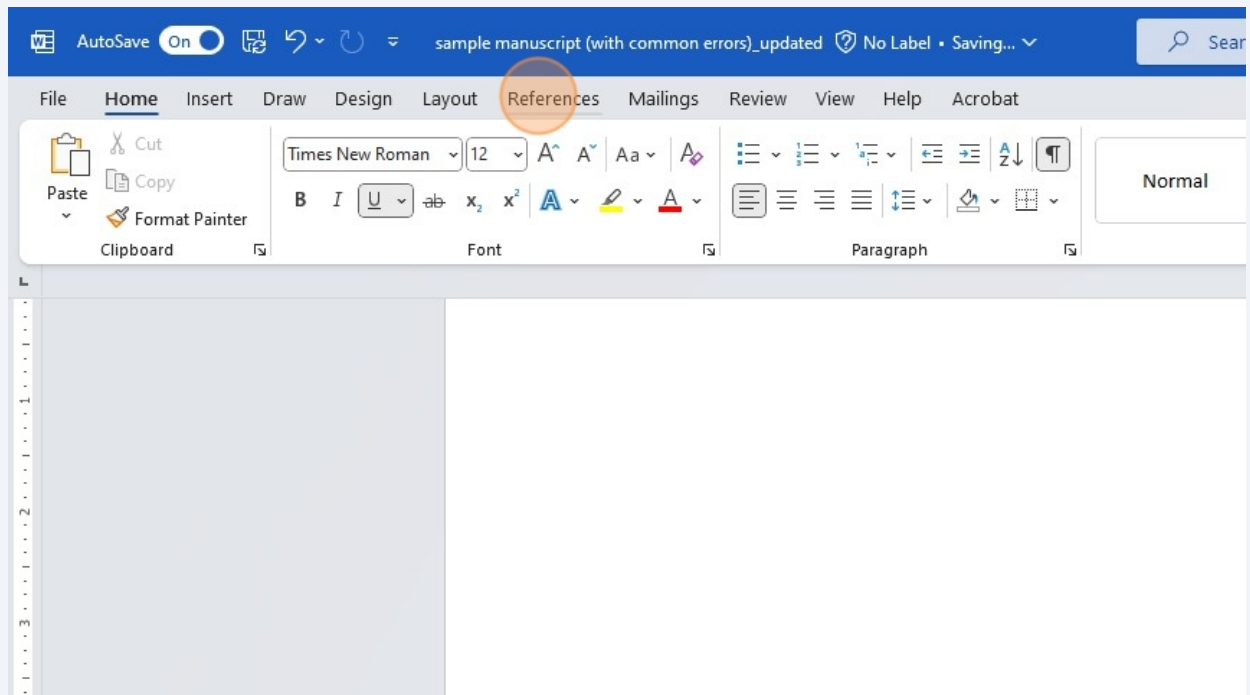 AutoSave On sample manuscript (with common errors)_updated No Label • Saving...
File Home Insert Draw Design Layout References Mailings Review View Help Acrobat
Paste
Cut
Copy
Format Painter
Clipboard
Times New Roman 12 A A Aa A
B I U ab x2 x2 A A
Font
A
Z
¶
Paragraph
Normal
L
1
2
3